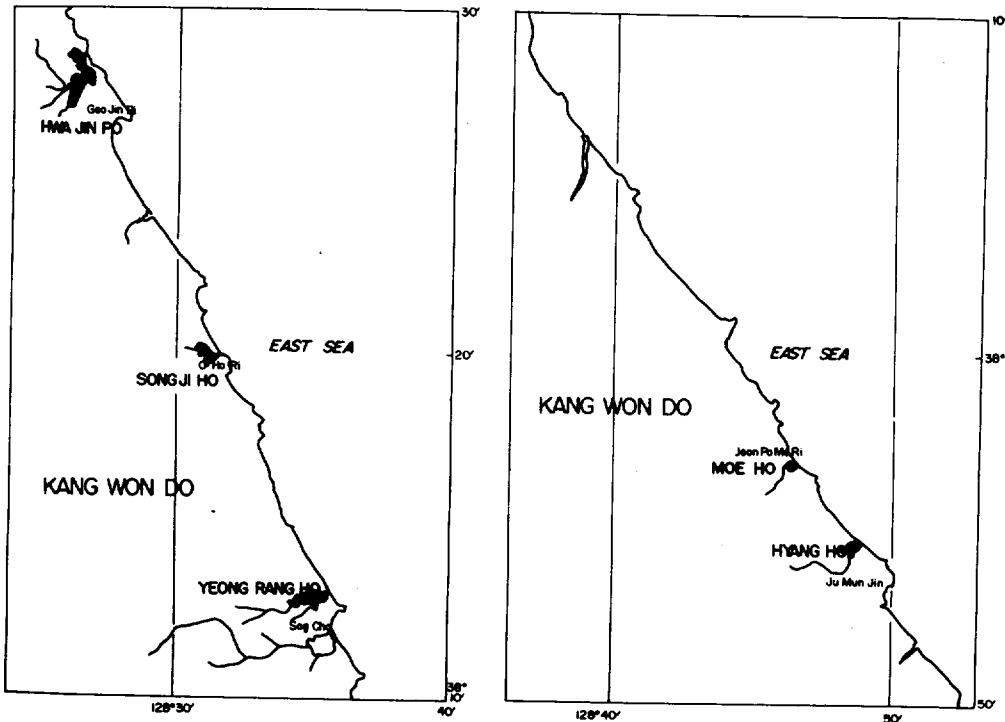 30′
Geo Jin Ri
HWA JIN PO
EAST SEA
20′
O Ho Ri
SONG JI HO
KANG WON DO
YEONG RANG HO
Sog Cho
38°
10′
128°30′
40′
10
EAST SEA
38°
KANG WON DO
Jeon Po Mae Ri
MOE HO
HYANG HO
Ju Mun Jin
128°40′
50′
50′